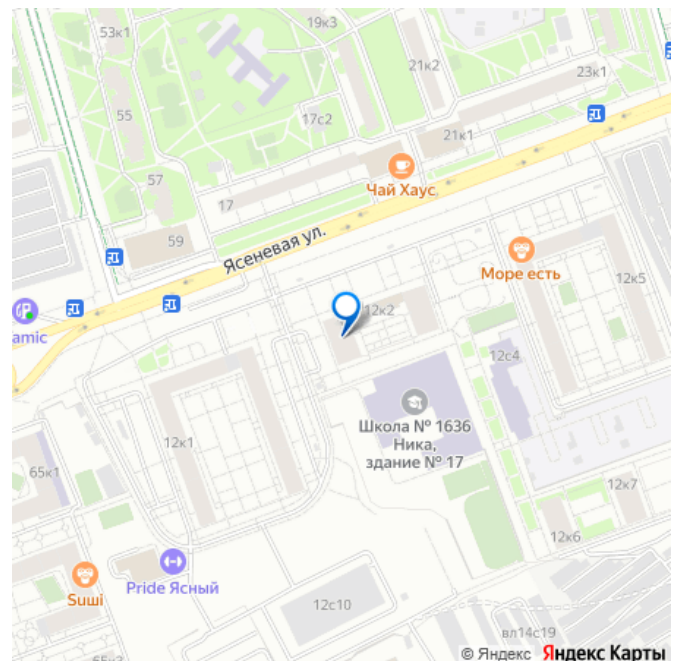 19к3
53к1
21к2
23к1
55
17с2
21к1
Чай Хаус
57
17
59
Ясеневая ул.
Море есть
12к5
12к2
amic
12с4
Школа № 1636
Ника,
здание № 17
12к1
65к1
12к7
12к6
Pride Ясный
Suшi
12с10
вл14с19
65к3
© Яндекс Яндекс Карты